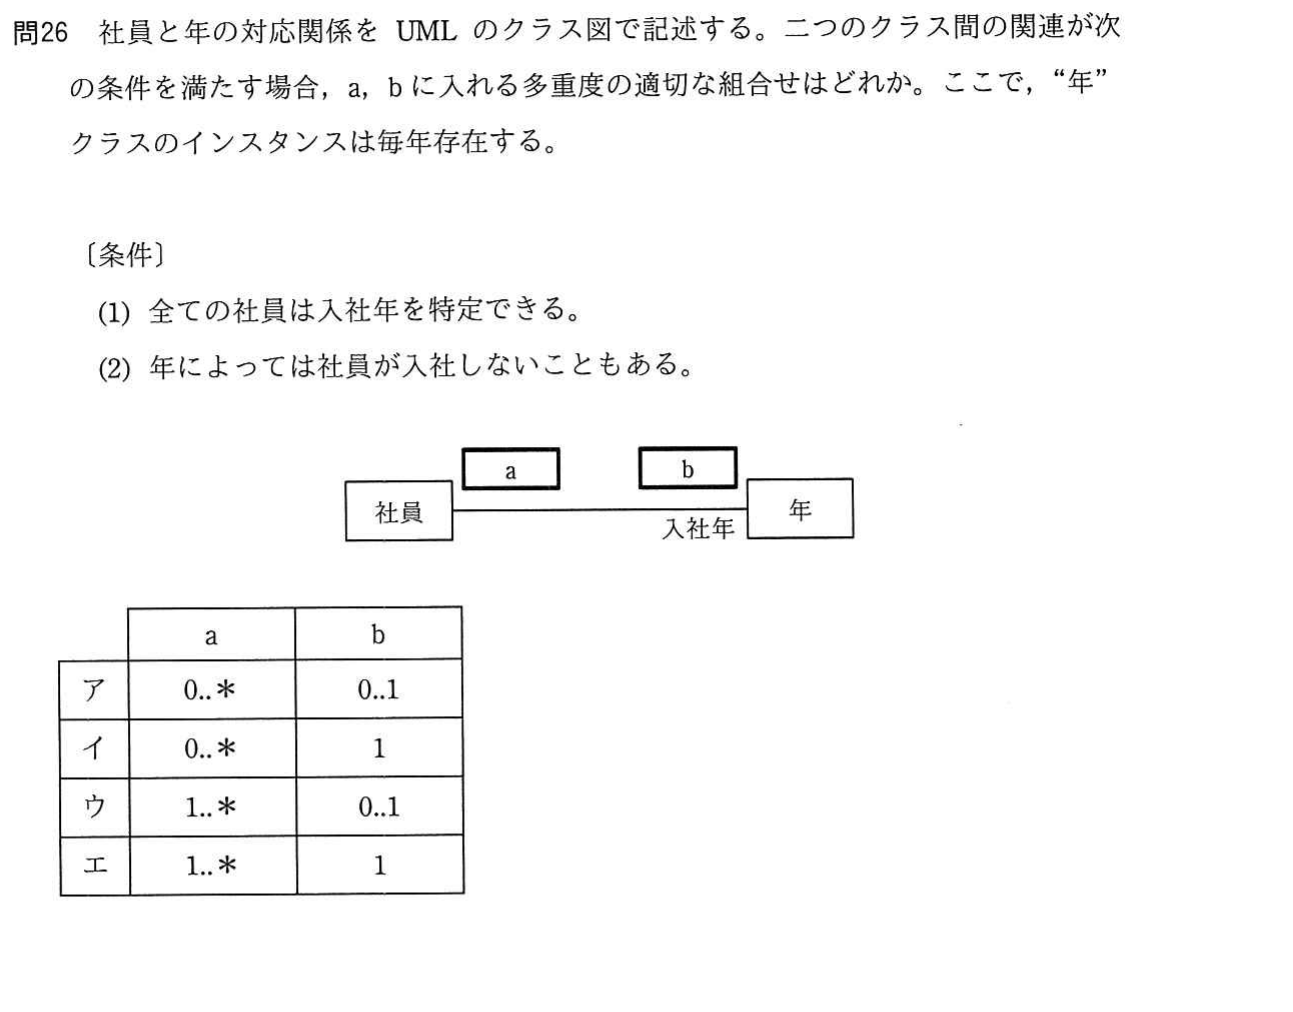 問26 社員と年の対応関係を UML のクラス図で記述する。二つのクラス間の関連が次
の条件を満たす場合，a，b に入れる多重度の適切な組合せはどれか。ここで，“年”
クラスのインスタンスは毎年存在する。
〔条件〕
(1) 全ての社員は入社年を特定できる。
(2) 年によっては社員が入社しないこともある。
a b
社員 年
入社年
a b
ア 0..＊ 0..1
イ 0..＊ 1
ウ 1..＊ 0..1
エ 1..＊ 1